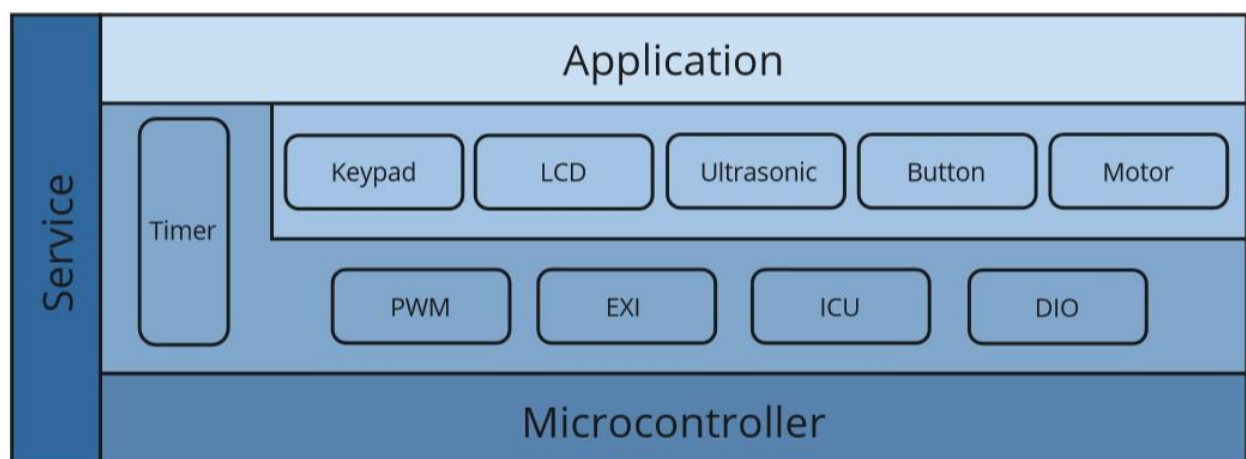 Service
Application
Timer
Keypad
LCD
Ultrasonic
Button
Motor
PWM
EXI
ICU
DIO
Microcontroller